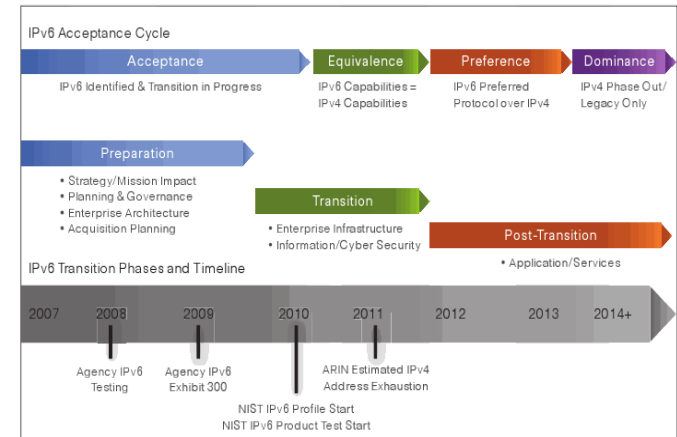 IPv6 Acceptance Cycle
Acceptance
Equivalence
Preference
Dominance
IPv6 Identified & Transition in Progress
IPv6 Capabilities =
IPv4 Capabilities
IPv6 Preferred
Protocol over IPv4
IPv4 Phase Out/
Legacy Only
Preparation
• Strategy/Mission Impact
• Planning & Governance
• Enterprise Architecture
• Acquisition Planning
Transition
• Enterprise Infrastructure
• Information/Cyber Security
Post-Transition
• Application/Services
IPv6 Transition Phases and Timeline
2007 2008 2009 2010 2011 2012 2013 2014+
Agency IPv6
Testing
Agency IPv6
Exhibit 300
NIST IPv6 Profile Start
NIST IPv6 Product Test Start
ARIN Estimated IPv4
Address Exhaustion